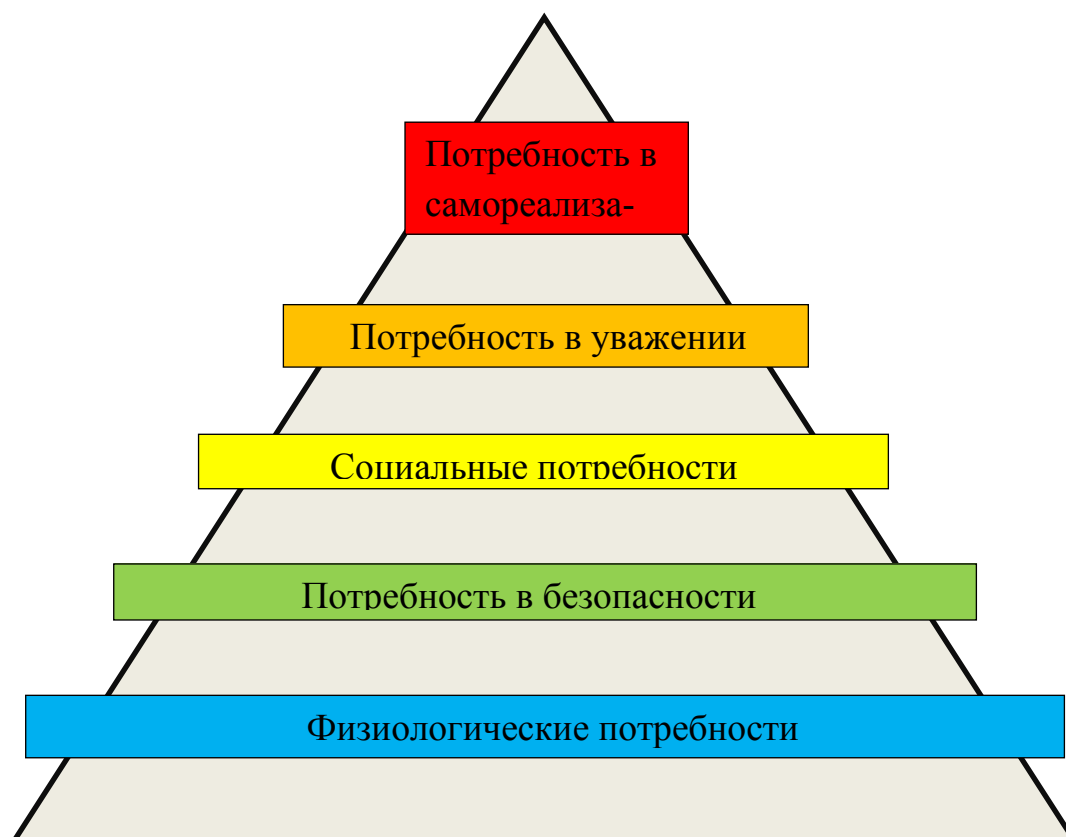 Потребность в
самореализа-
Потребность в уважении
Социальные потребности
Потребность в безопасности
Физиологические потребности